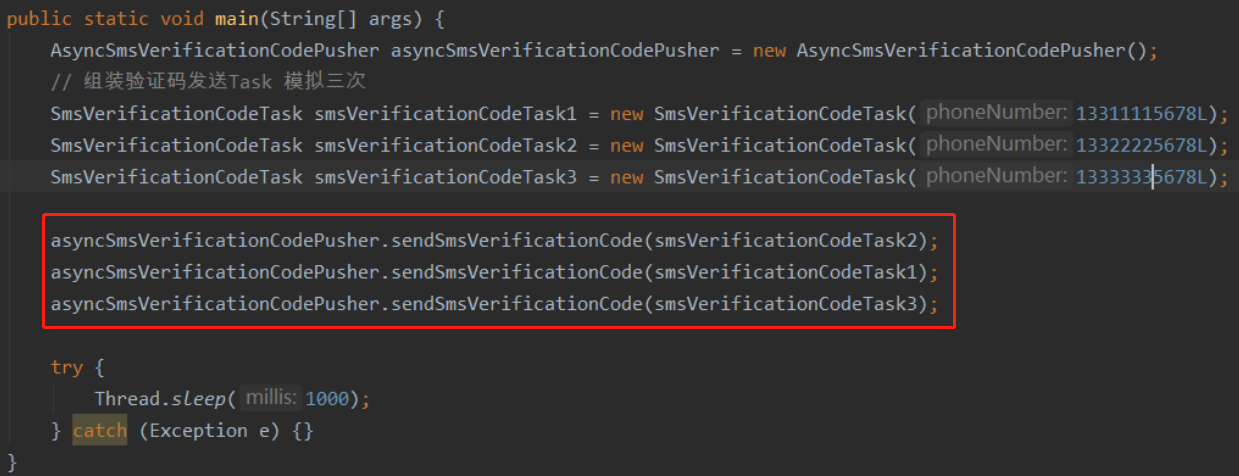 public static void main(String[] args) {
AsyncSmsVerificationCodePusher asyncSmsVerificationCodePusher = new AsyncSmsVerificationCodePusher();
// 组装验证码发送Task 模拟三次
SmsVerificationCodeTask smsVerificationCodeTask1 = new SmsVerificationCodeTask( phoneNumber: 13311115678L);
SmsVerificationCodeTask smsVerificationCodeTask2 = new SmsVerificationCodeTask( phoneNumber: 13322225678L);
SmsVerificationCodeTask smsVerificationCodeTask3 = new SmsVerificationCodeTask( phoneNumber: 13333335678L);
asyncSmsVerificationCodePusher.sendSmsVerificationCode(smsVerificationCodeTask2);
asyncSmsVerificationCodePusher.sendSmsVerificationCode(smsVerificationCodeTask1);
asyncSmsVerificationCodePusher.sendSmsVerificationCode(smsVerificationCodeTask3);
try {
Thread.sleep( millis: 1000);
} catch (Exception e) {}
}